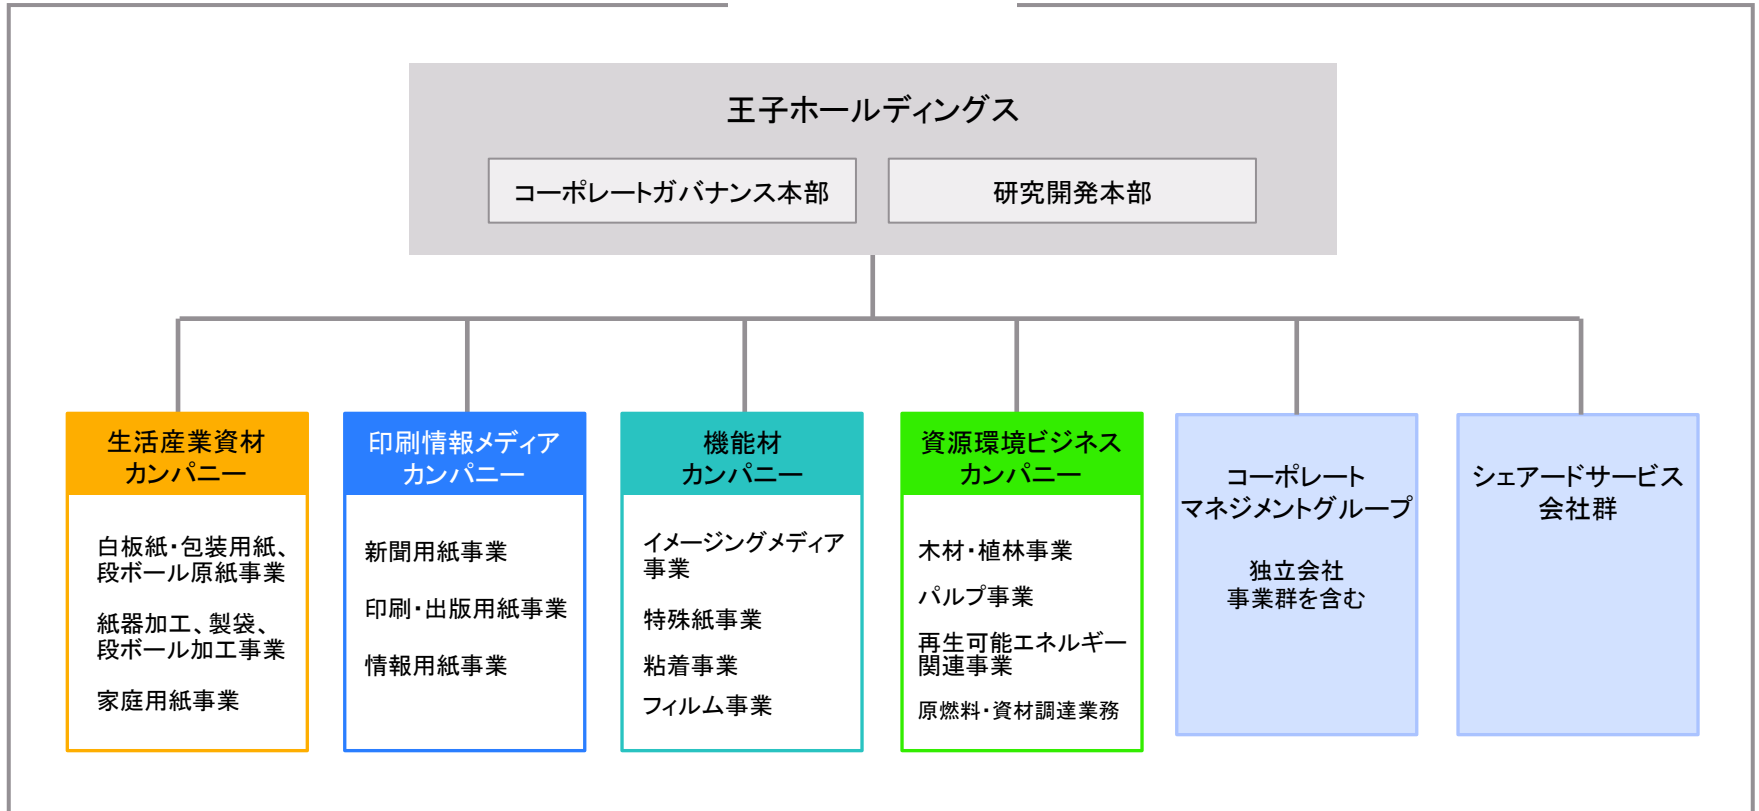 王子ホールディングス
コーポレートガバナンス本部
研究開発本部
生活産業資材
カンパニー
白板紙・包装用紙、
段ボール原紙事業
紙器加工、製袋、
段ボール加工事業
家庭用紙事業
印刷情報メディア
カンパニー
新聞用紙事業
印刷・出版用紙事業
情報用紙事業
機能材
カンパニー
イメージングメディア
事業
特殊紙事業
粘着事業
フィルム事業
資源環境ビジネス
カンパニー
木材・植林事業
パルプ事業
再生可能エネルギー
関連事業
原燃料・資材調達業務
コーポレート
マネジメントグループ
独立会社
事業群を含む
シェアードサービス
会社群